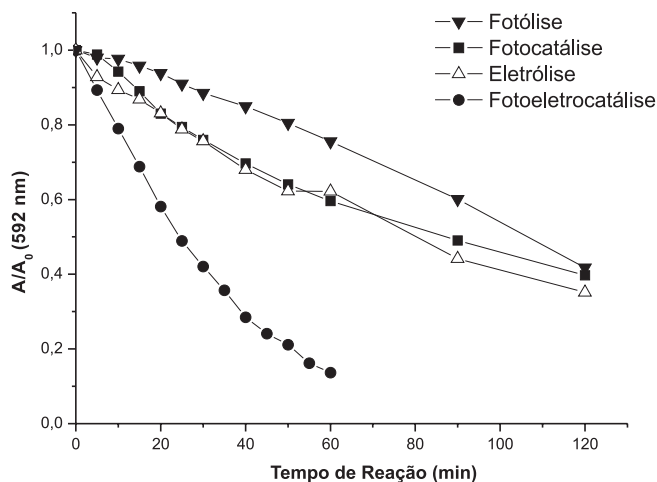 Fotólise
Fotocatálise
Eletrólise
Fotoeletrocatálise
1,0
0,8
0,6
0,4
0,2
0,0
A/A0 (592 nm)
0 20 40 60 80 100 120
Tempo de Reação (min)